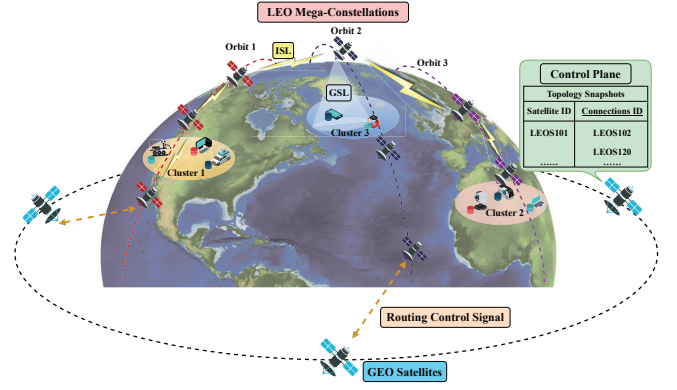 LEO Mega-Constellations
Orbit 1
ISL
Orbit 2
Orbit 3
GSL
Cluster 3
Cluster 1
Cluster 2
Control Plane
Topology Snapshots
Satellite ID Connections ID
LEOS101 LEOS102
LEOS120
...... ......
Routing Control Signal
GEO Satellites